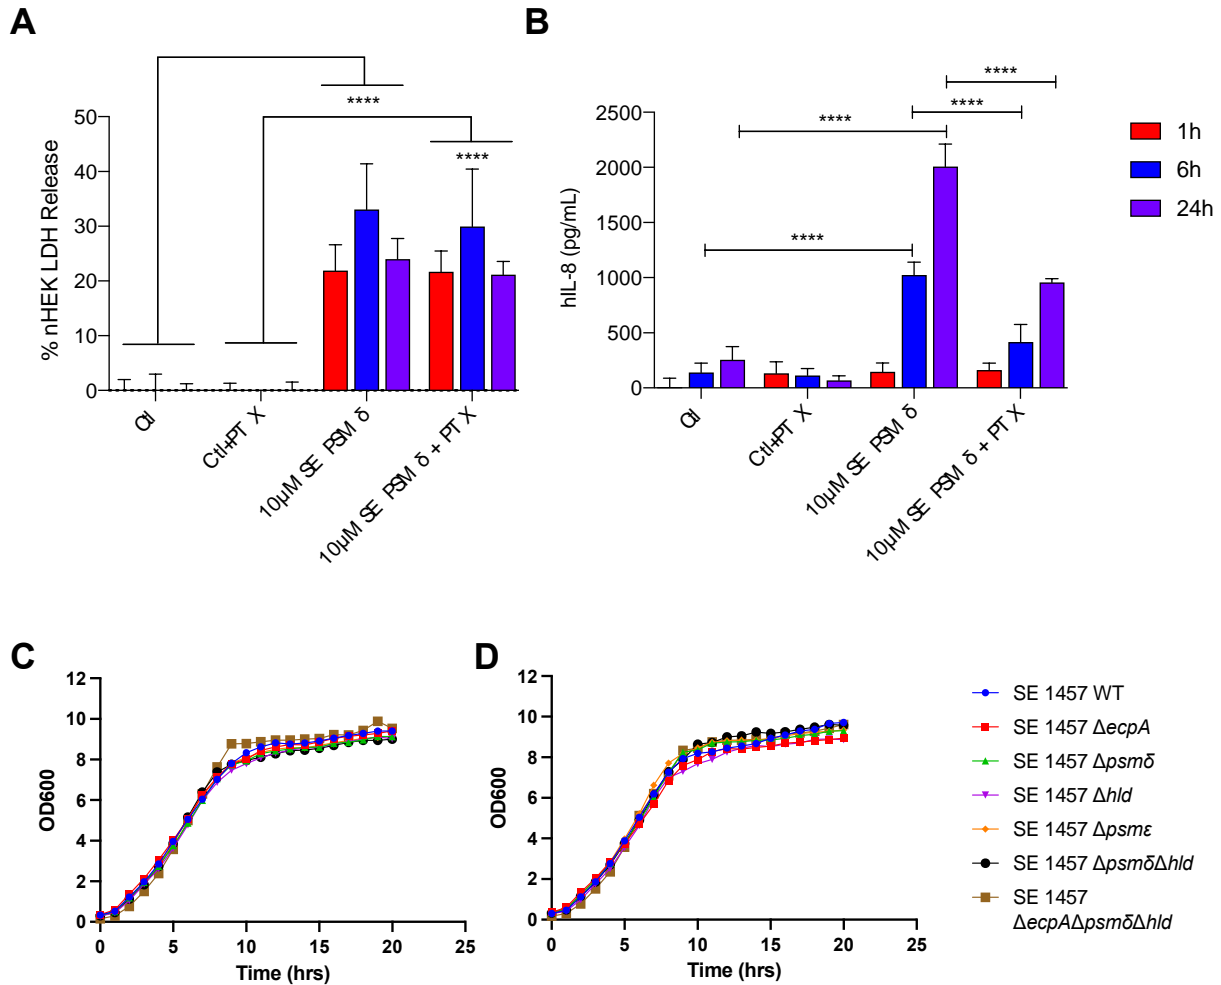 A
B
****
****
% nHEK LDH Release
50
40
30
20
10
0
Ctl
Ctl+PT X
10µM SE PSM δ
10µM SE PSM δ + PT X
****
****
****
****
hIL-8 (pg/mL)
2500
2000
1500
1000
500
0
Ctl
Ctl+PT X
10µM SE PSM δ
10µM SE PSM δ + PT X
1h
6h
24h
C
D
OD600
12
10
8
6
4
2
0
0
5
10
15
20
25
Time (hrs)
OD600
12
10
8
6
4
2
0
0
5
10
15
20
25
Time (hrs)
SE 1457 WT
SE 1457 ΔecpA
SE 1457 Δpsmδ
SE 1457 Δhld
SE 1457 Δpsmε
SE 1457 ΔpsmδΔhld
SE 1457
ΔecpAΔpsmδΔhld